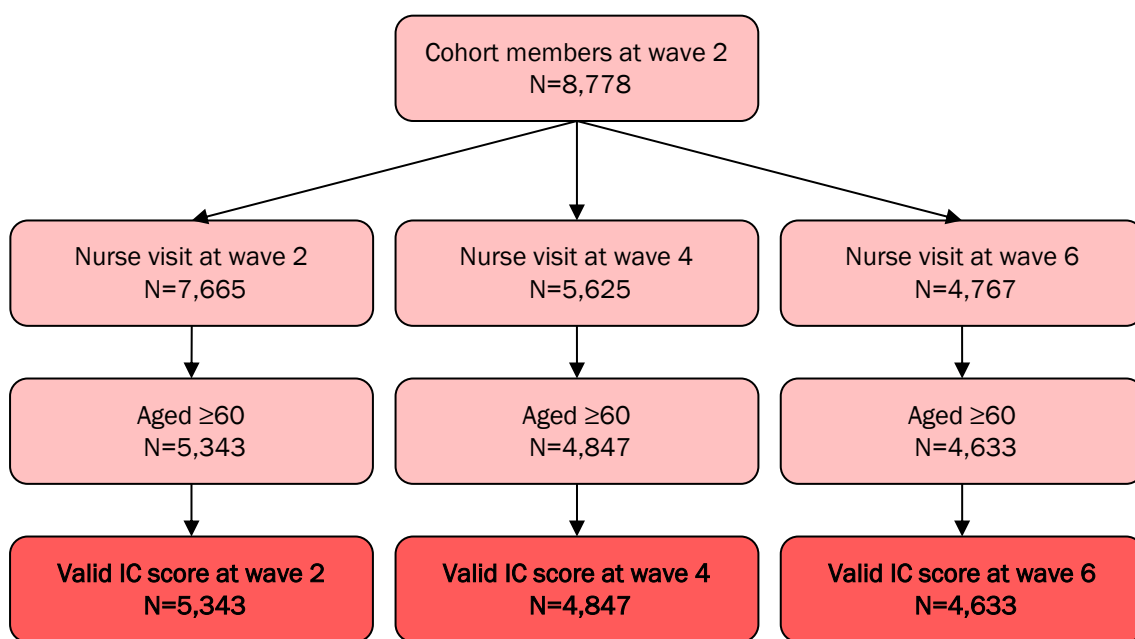 Cohort members at wave 2
N=8,778
Nurse visit at wave 2
N=7,665
Nurse visit at wave 4
N=5,625
Nurse visit at wave 6
N=4,767
Aged ≥60
N=5,343
Aged ≥60
N=4,847
Aged ≥60
N=4,633
Valid IC score at wave 2
N=5,343
Valid IC score at wave 4
N=4,847
Valid IC score at wave 6
N=4,633